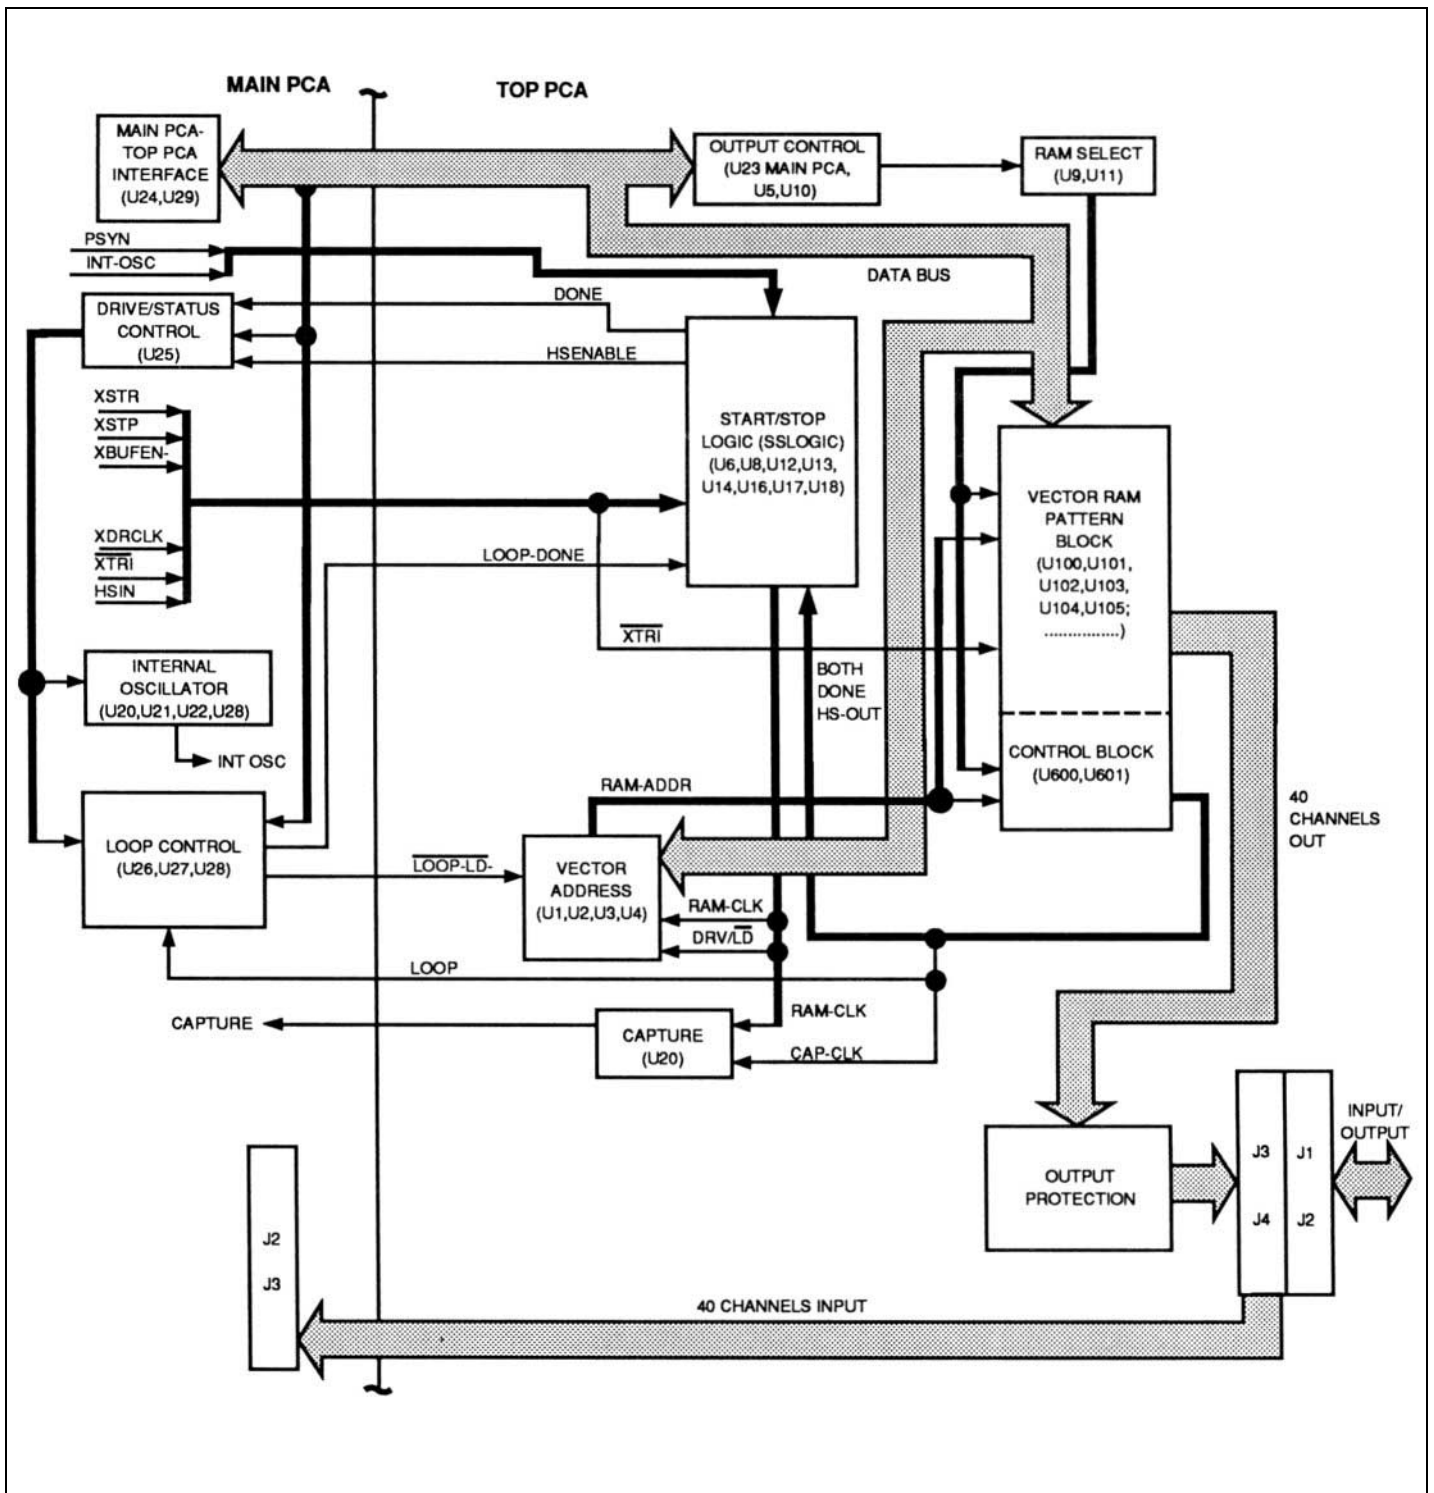 MAIN PCA
TOP PCA
MAIN PCA-
TOP PCA
INTERFACE
(U24,U29)
OUTPUT CONTROL
(U23 MAIN PCA,
U5,U10)
RAM SELECT
(U9,U11)
PSYN
INT-OSC
DATA BUS
DONE
DRIVE/STATUS
CONTROL
(U25)
HSENABLE
XSTR
XSTP
XBUFEN-
XDRCLK
XTRI
HSIN
START/STOP
LOGIC (SSLOGIC)
(U6,U8,U12,U13,
U14,U16,U17,U18)
VECTOR RAM
PATTERN
BLOCK
(U100,U101,
U102,U103,
U104,U105;
................)
LOOP-DONE
XTRI
BOTH
DONE
HS-OUT
INTERNAL
OSCILLATOR
(U20,U21,U22,U28)
INT OSC
CONTROL BLOCK
(U600,U601)
RAM-ADDR
40
CHANNELS
OUT
LOOP CONTROL
(U26,U27,U28)
LOOP-LD-
VECTOR
ADDRESS
(U1,U2,U3,U4)
RAM-CLK
DRV/LD
LOOP
CAPTURE
RAM-CLK
CAPTURE
(U20)
CAP-CLK
INPUT/
OUTPUT
OUTPUT
PROTECTION
J3
J1
J4
J2
J2
J3
40 CHANNELS INPUT